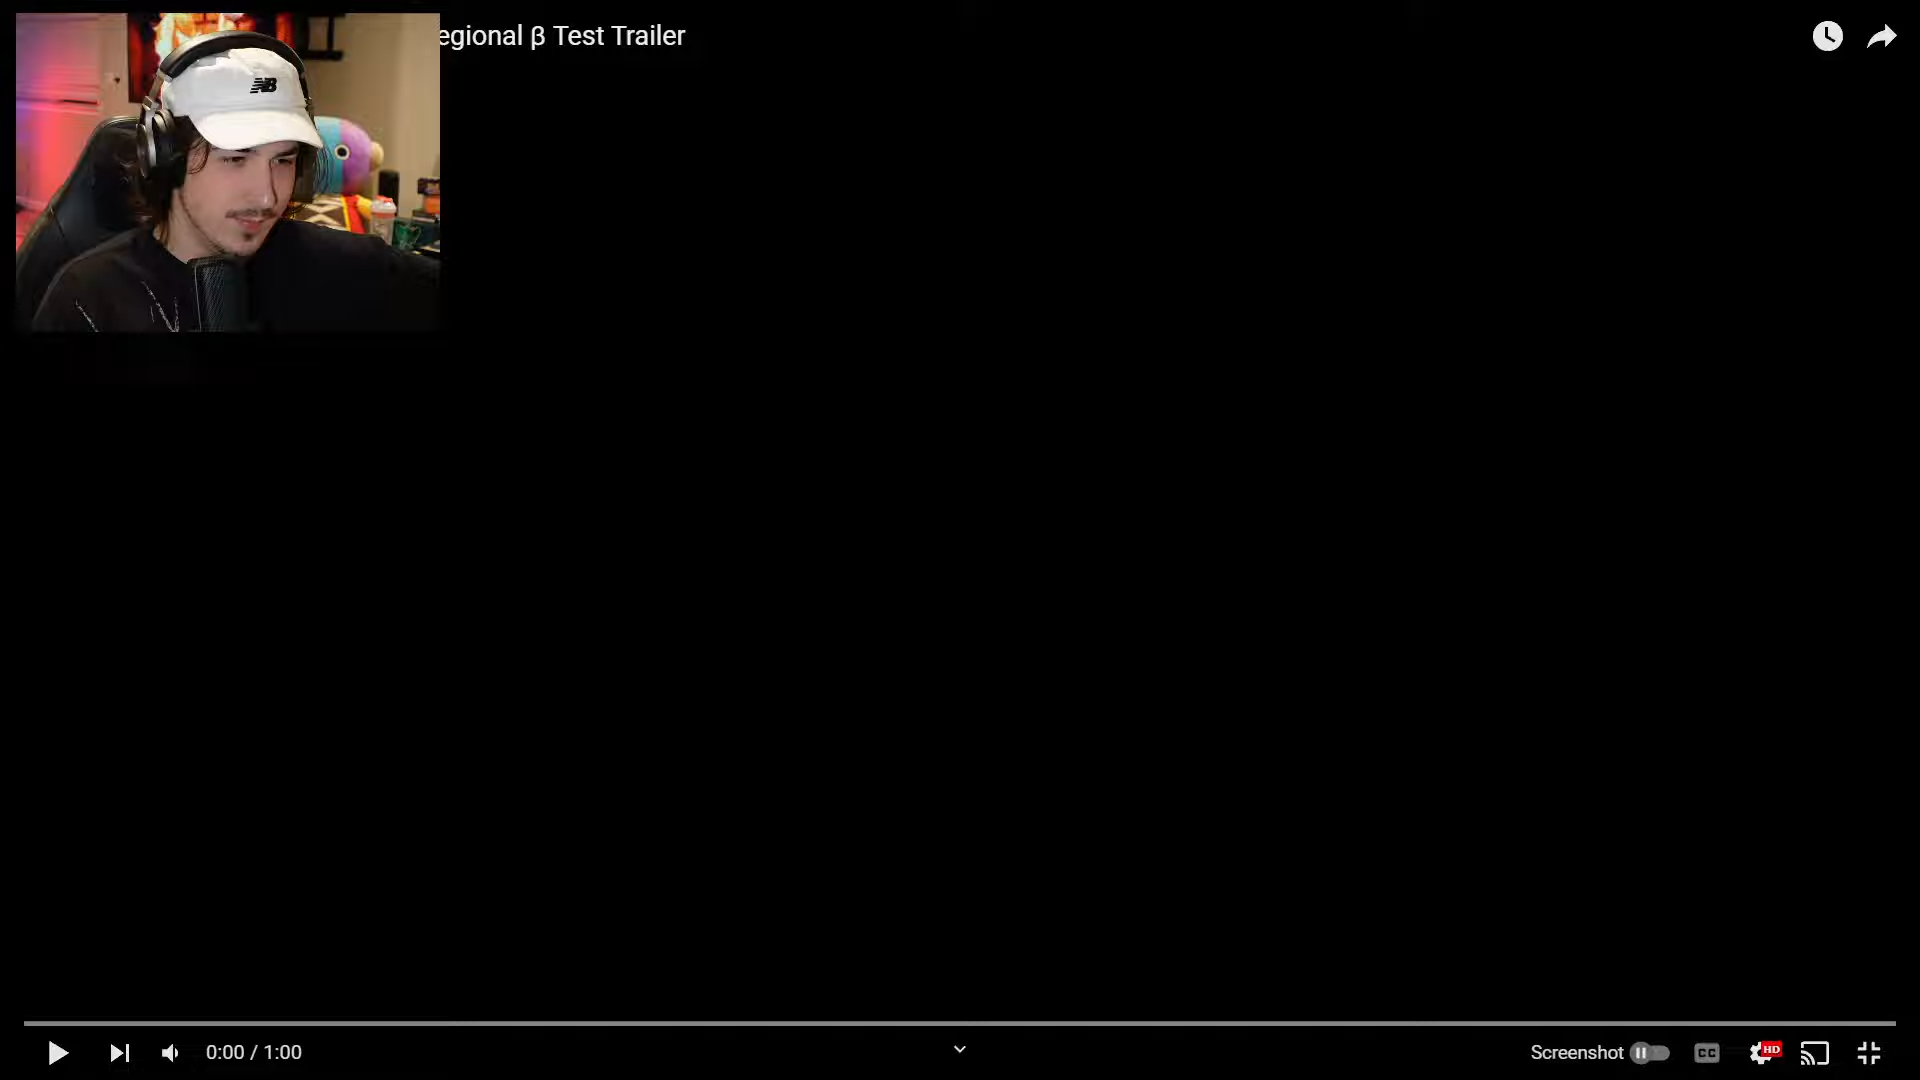 egional β Test Trailer
NB
0:00 / 1:00
Screenshot
CC
HD